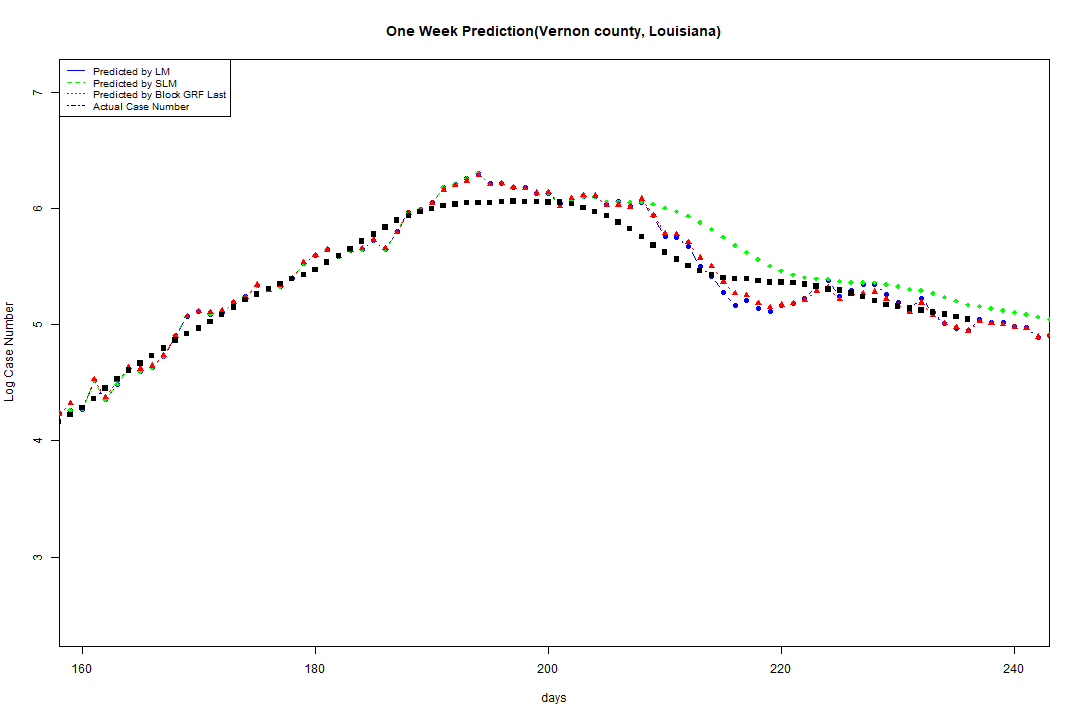 One Week Prediction(Vernon county, Louisiana)
Predicted by LM
Predicted by SLM
Predicted by Block GRF Last
Actual Case Number
Log Case Number
7
6
5
4
3
160 180 200 220 240
days